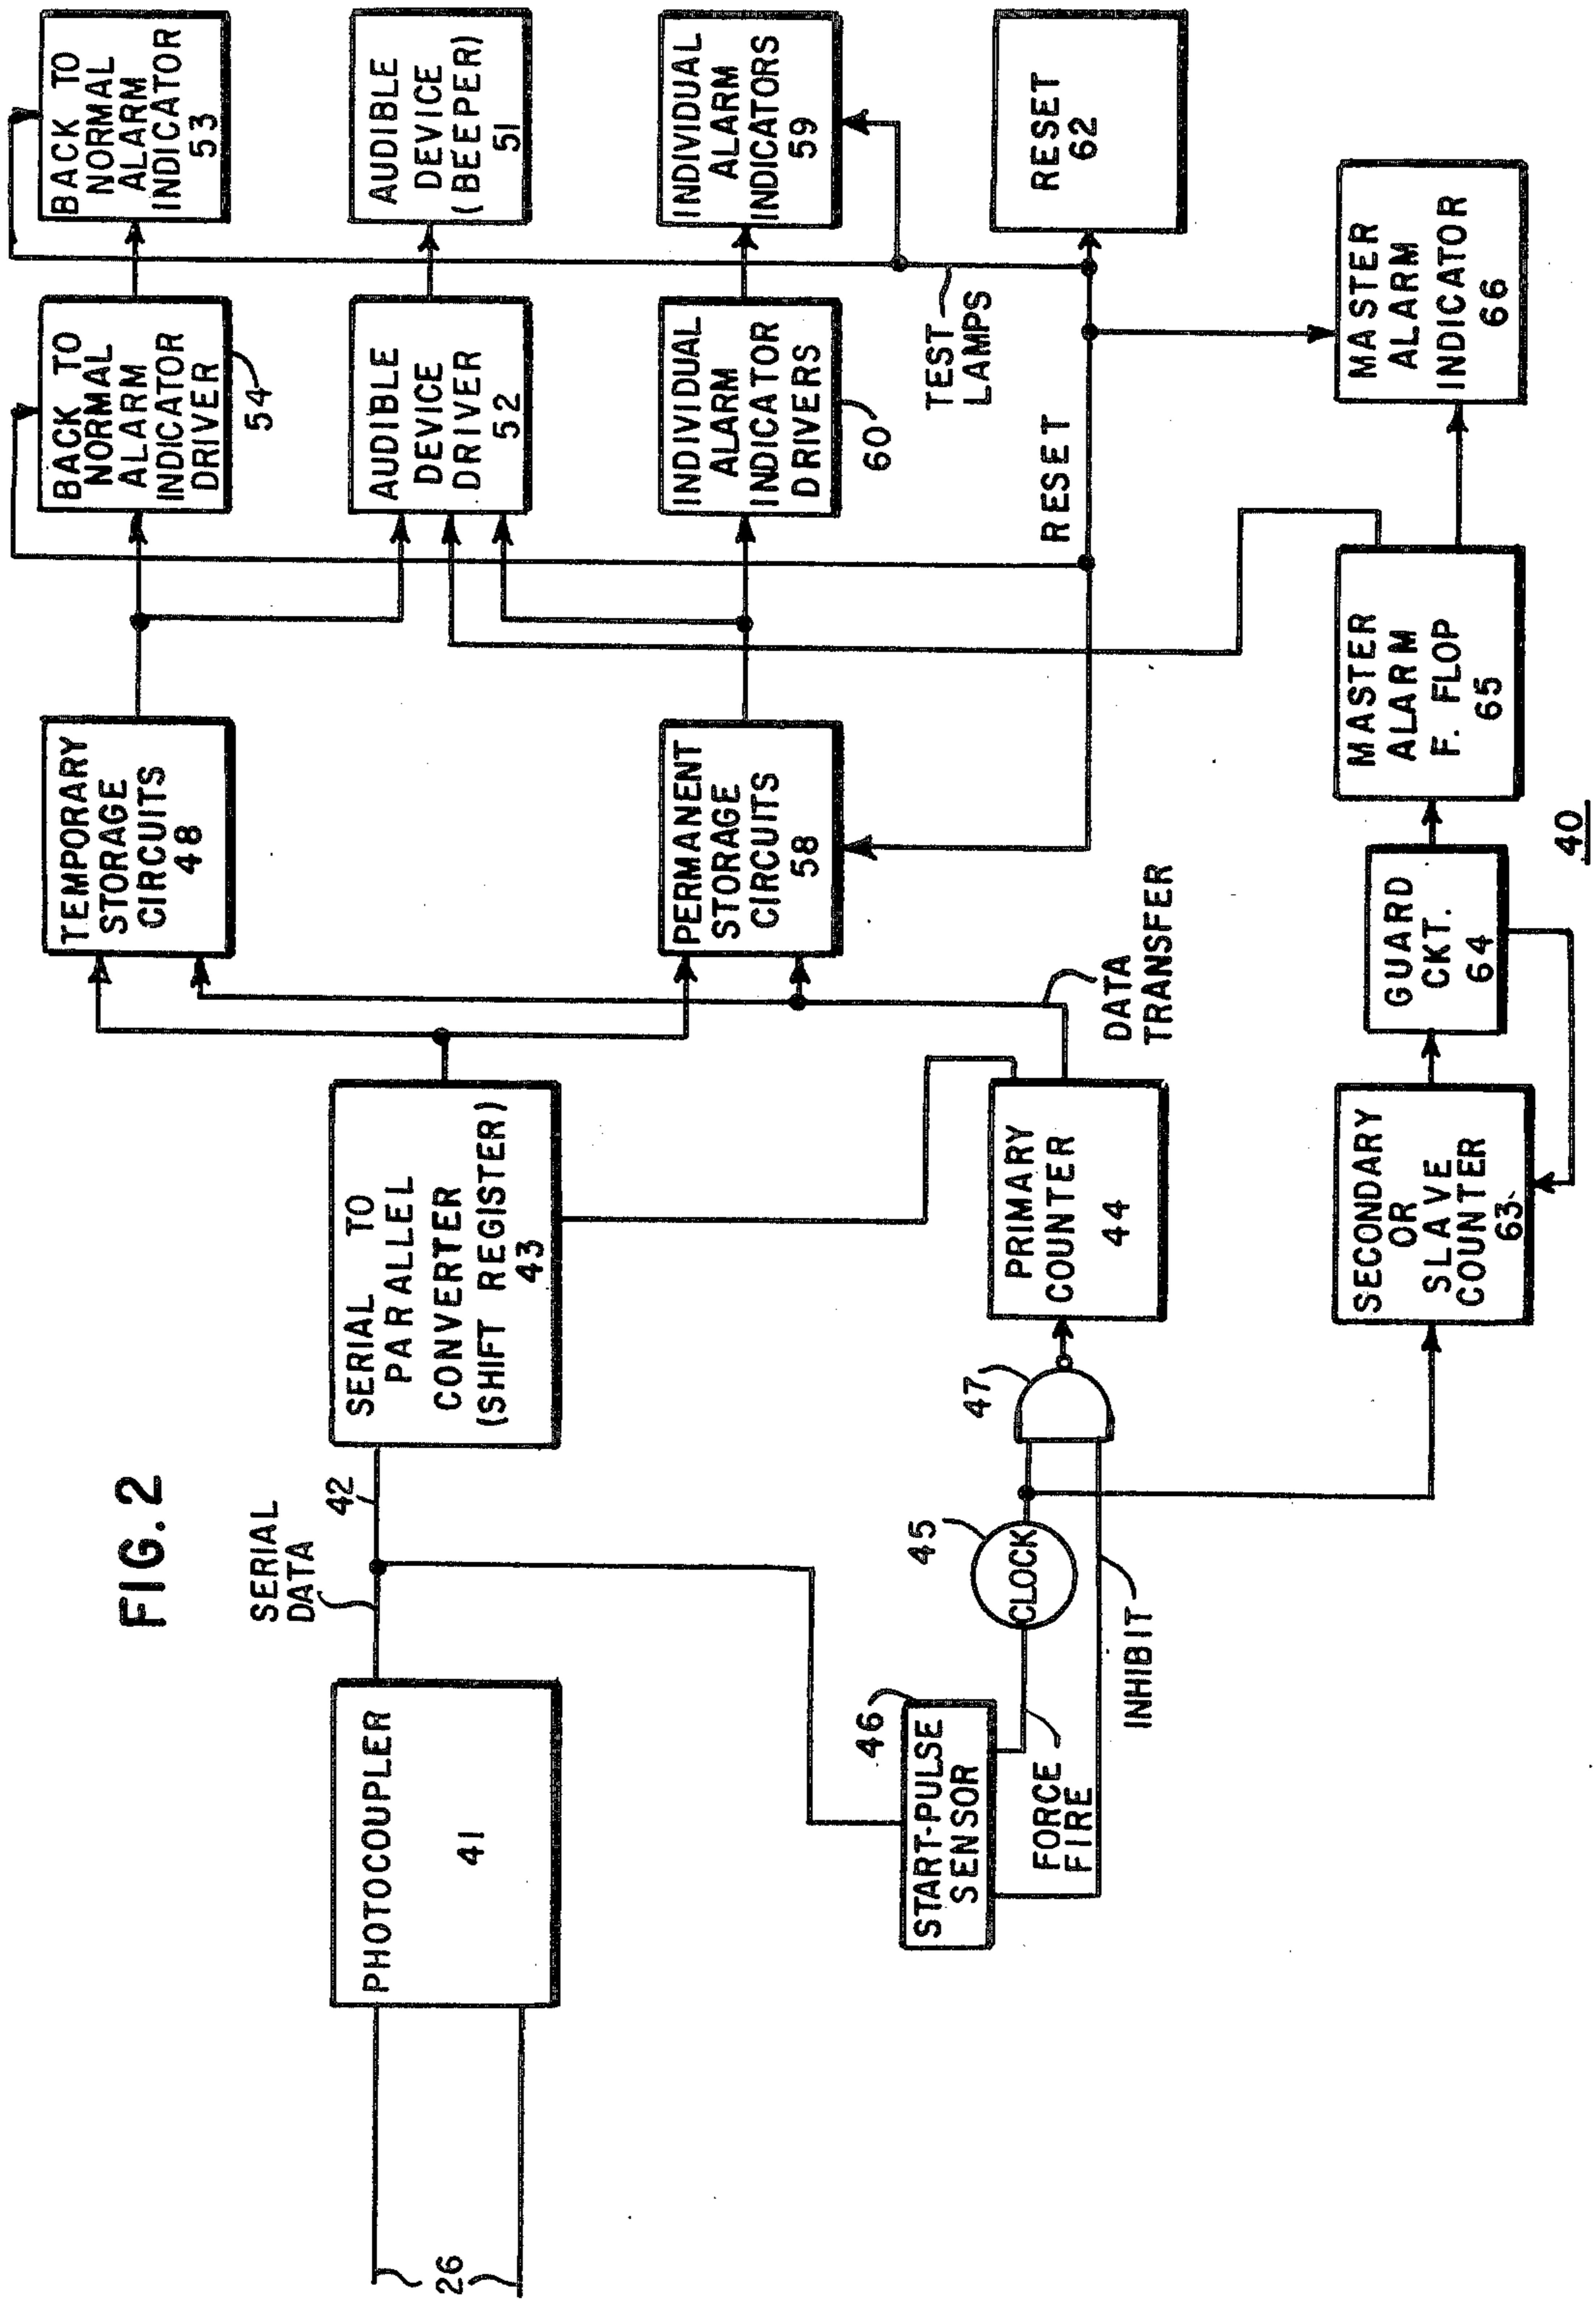 FIG. 2
26
PHOTOCOUPLER
41
SERIAL
DATA
42
SERIAL TO
PARALLEL
CONVERTER
(SHIFT REGISTER)
43
TEMPORARY
STORAGE
CIRCUITS
48
BACK TO
NORMAL
ALARM
INDICATOR
DRIVER
54
BACK TO
NORMAL
ALARM
INDICATOR
53
AUDIBLE
DEVICE
DRIVER
52
AUDIBLE
DEVICE
(BEEPER)
51
PERMANENT
STORAGE
CIRCUITS
58
INDIVIDUAL
ALARM
INDICATOR
DRIVERS
60
INDIVIDUAL
ALARM
INDICATORS
59
START-PULSE
SENSOR
46
FORCE
FIRE
INHIBIT
CLOCK
45
47
PRIMARY
COUNTER
44
DATA
TRANSFER
RESET
TEST
LAMPS
RESET
62
SECONDARY
OR
SLAVE
COUNTER
63
GUARD
CKT.
64
MASTER
ALARM
F. FLOP
65
MASTER
ALARM
INDICATOR
66
40